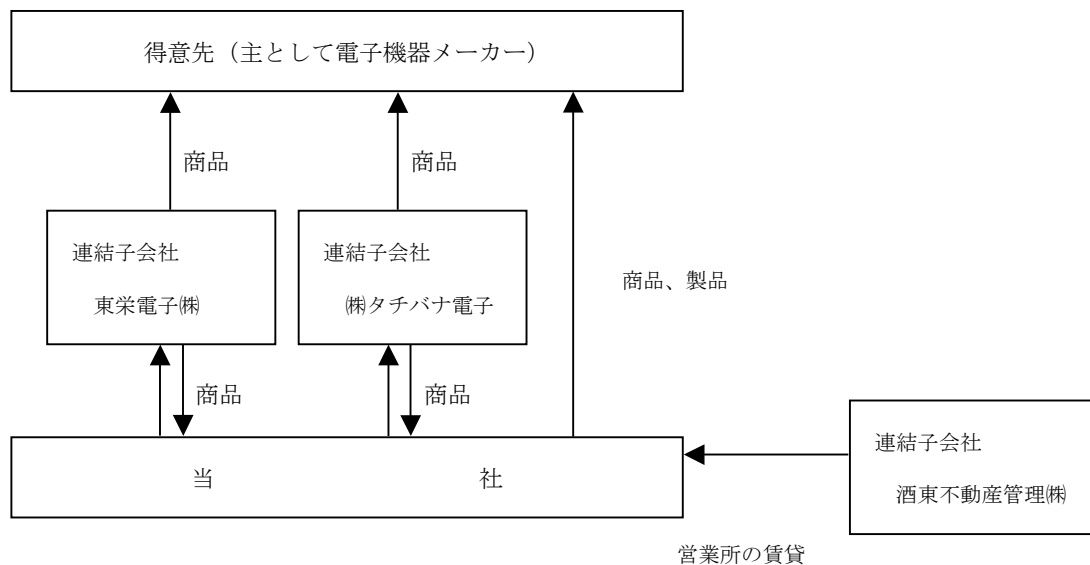 得意先（主として電子機器メーカー）
商品
商品
連結子会社
東栄電子㈱
連結子会社
㈱タチバナ電子
商品、製品
商品
商品
当 社
連結子会社
酒東不動産管理㈱
営業所の賃貸